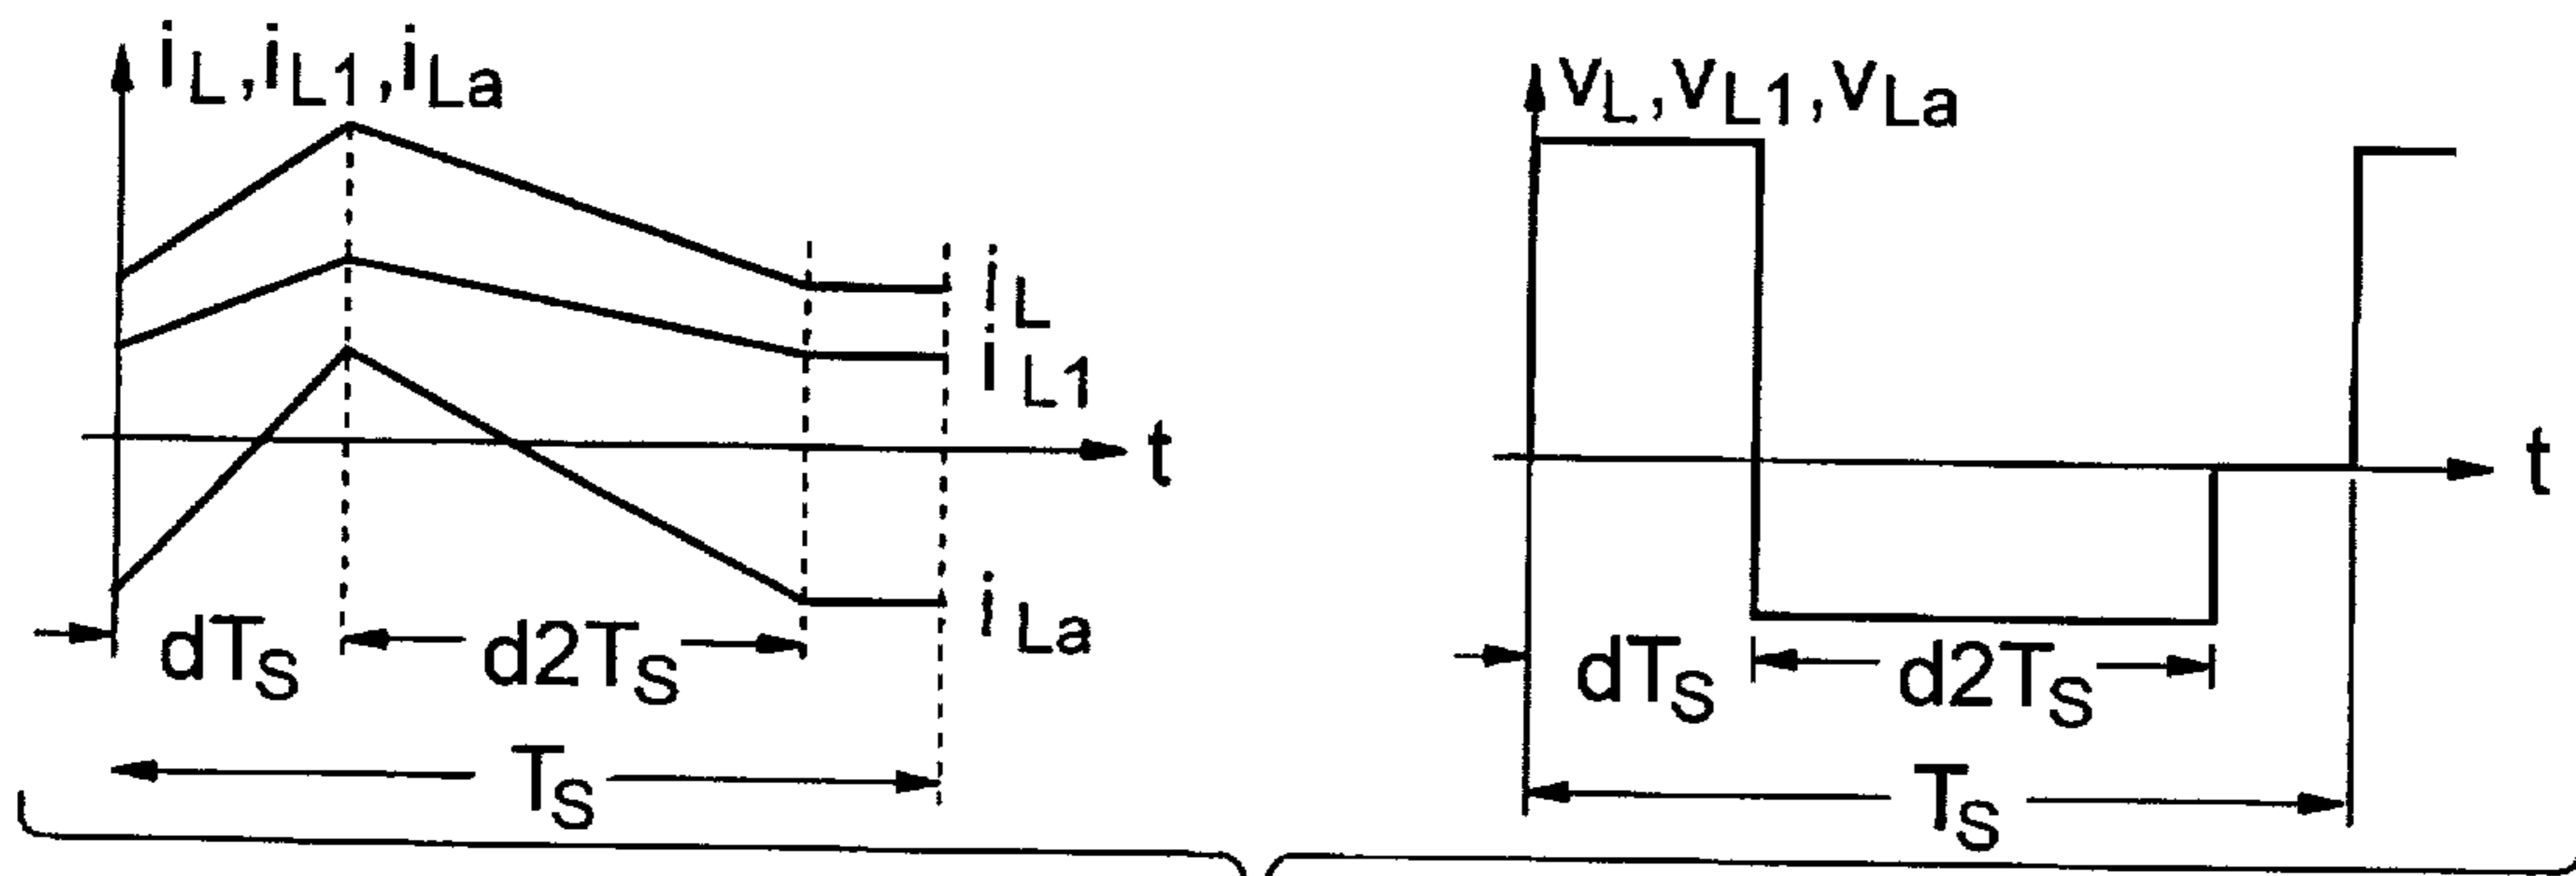 iL,iL1,iLa
iL
iL1
t
iLa
dTS
d2TS
TS
vL,vL1,vLa
t
dTS
d2TS
TS